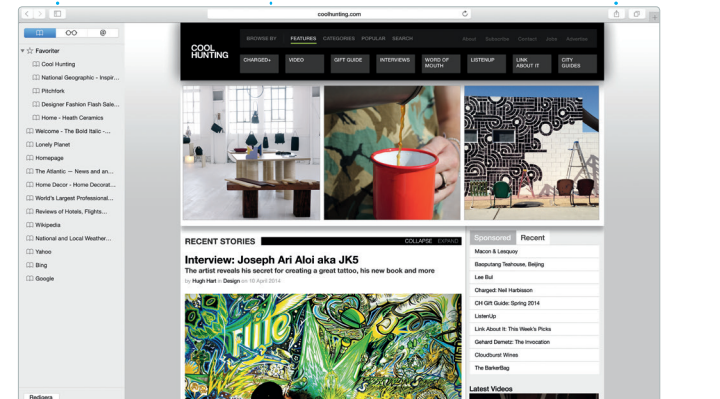 coolhunting.com
Favoriter
Cool Hunting
National Geographic - Inspir...
Pitchfork
Designer Fashion Flash Sale...
Home - Heath Ceramics
Welcome - The Bold Italic -...
Lonely Planet
Homepage
The Atlantic — News and an...
Home Decor - Home Decorat...
World's Largest Professional...
Reviews of Hotels, Flights...
Wikipedia
National and Local Weather...
Yahoo
Bing
Google
Redigera
COOL
HUNTING
BROWSE BY FEATURES CATEGORIES POPULAR SEARCH
About Subscribe Contact Jobs Advertise
CHARGED+ VIDEO GIFT GUIDE INTERVIEWS WORD OF MOUTH LISTENUP LINK ABOUT IT CITY GUIDES
RECENT STORIES COLLAPSE EXPAND
Interview: Joseph Ari Aloi aka JK5
The artist reveals his secret for creating a great tattoo, his new book and more
by Hugh Hart in Design on 16 April 2014
Flite
Sponsored Recent
Macon & Lesquoy
Baoputang Teahouse, Beijing
Lee Bul
Charged: Neil Harbisson
CH Gift Guide: Spring 2014
ListenUp
Link About It: This Week's Picks
Gehard Demetz: The Invocation
Cloudburst Wines
The BarkerBag
Latest Videos